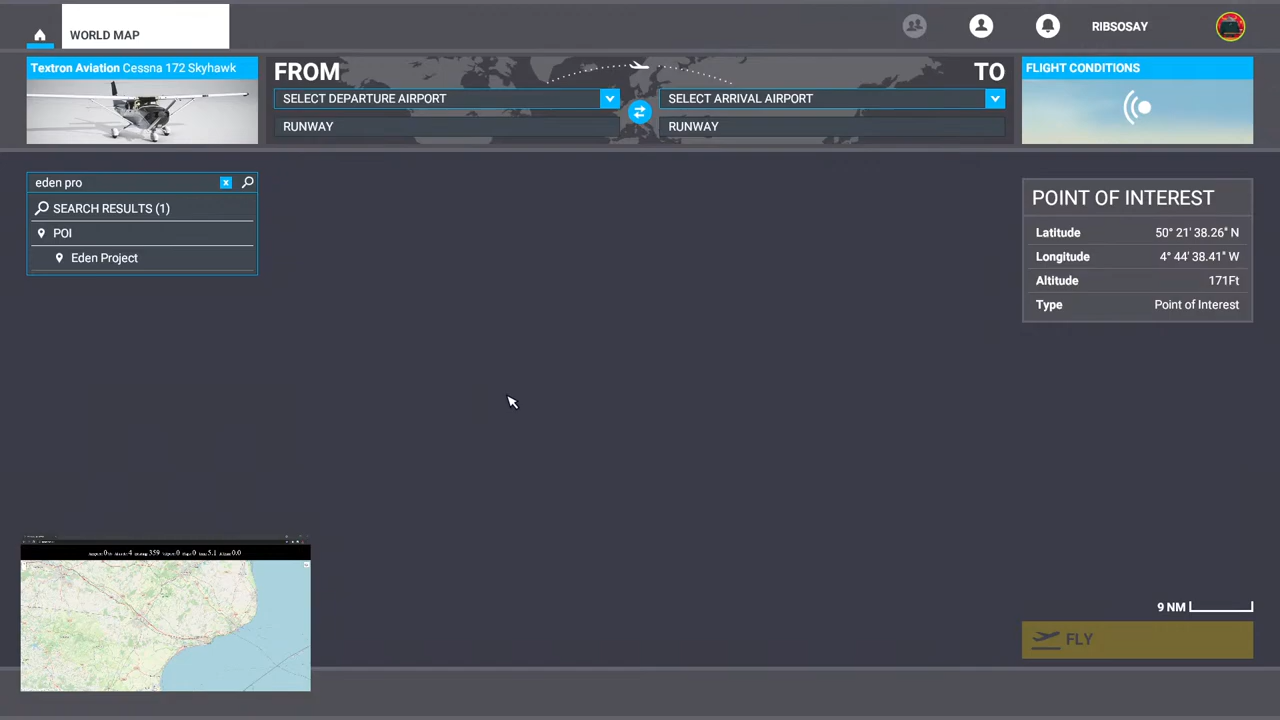 WORLD MAP
RIBSOSAY
Textron Aviation Cessna 172 Skyhawk
FROM
SELECT DEPARTURE AIRPORT
RUNWAY
TO
SELECT ARRIVAL AIRPORT
RUNWAY
FLIGHT CONDITIONS
eden pro
x
SEARCH RESULTS (1)
POI
Eden Project
POINT OF INTEREST
Latitude 50° 21' 38.26" N
Longitude 4° 44' 38.41" W
Altitude 171Ft
Type Point of Interest
9 NM
FLY